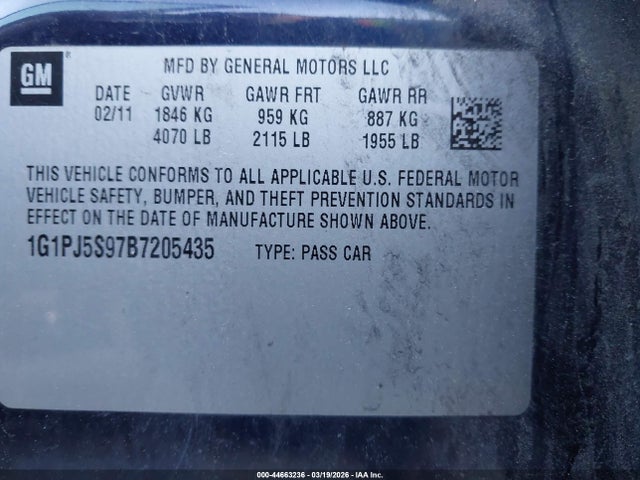 GM
MFD BY GENERAL MOTORS LLC
DATE GVWR GAWR FRT GAWR RR
02/11 1846 KG 959 KG 887 KG
4070 LB 2115 LB 1955 LB
THIS VEHICLE CONFORMS TO ALL APPLICABLE U.S. FEDERAL MOTOR
VEHICLE SAFETY, BUMPER, AND THEFT PREVENTION STANDARDS IN
EFFECT ON THE DATE OF MANUFACTURE SHOWN ABOVE.
1G1PJ5S97B7205435 TYPE: PASS CAR
000-44663236 - 03/19/2026 - IAA Inc.